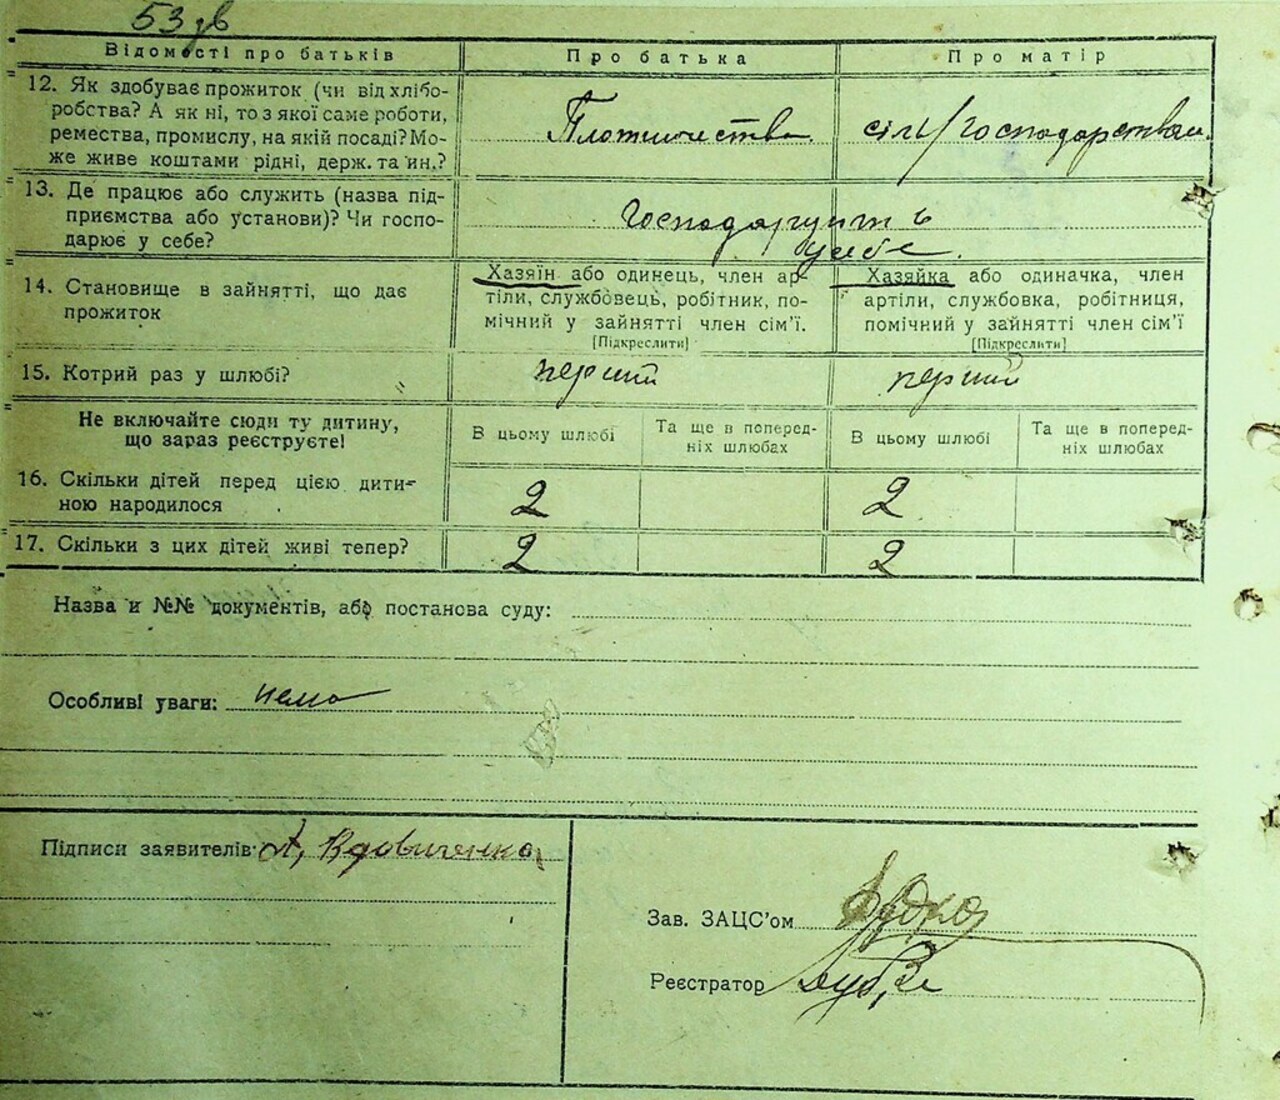 53 зв
Відомості про батьків Про батька Про матір
12. Як здобуває прожиток (чи від хлібо-
робства? А як ні, то з якої саме роботи,
ремества, промислу, на якій посаді? Мо-
же живе коштами рідні, держ. та ин.?
Плотничества. сіл/господарствам.
13. Де працює або служить (назва під-
приємства або установи)? Чи госпо-
дарює у себе?
Господарують
у себе.
14. Становище в зайнятті, що дає
прожиток
Хазяїн або одинець, член ар-
тіли, службовець, робітник, по-
мічний у зайнятті член сім'ї.
[Підкреслити]
Хазяйка або одиначка, член
артіли, службовка, робітниця,
помічний у зайнятті член сім'ї
[Підкреслити]
15. Котрий раз у шлюбі? перший перший
Не включайте сюди ту дитину,
що зараз реєструєте!
В цьому шлюбі
Та ще в поперед-
ніх шлюбах
В цьому шлюбі
Та ще в поперед-
ніх шлюбах
16. Скільки дітей перед цією дити-
ною народилося
2 2
17. Скільки з цих дітей живі тепер? 2 2
Назва и №№ документів, або постанова суду:
Особливі уваги: нема
Підписи заявителів: А, Вдовиченко,
Зав. ЗАЦС'ом
Реєстратор